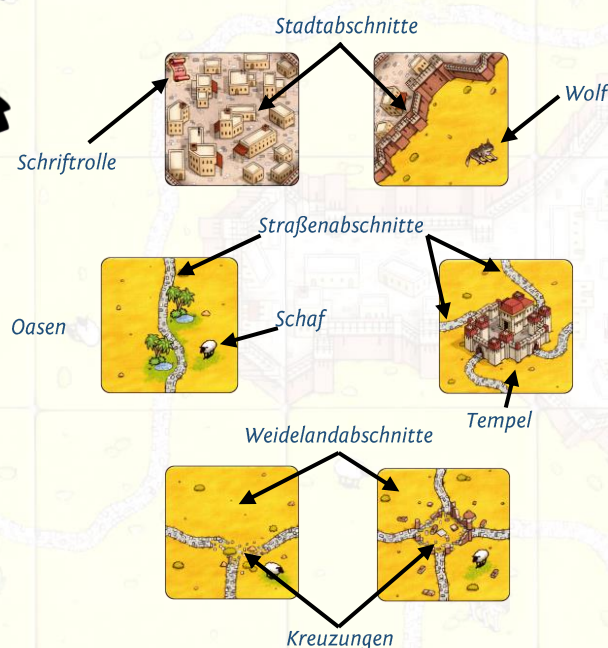 Stadtabschnitte
Wolf
Schriftrolle
Straßenabschnitte
Oasen
Schaf
Tempel
Weidelandabschnitte
Kreuzungen